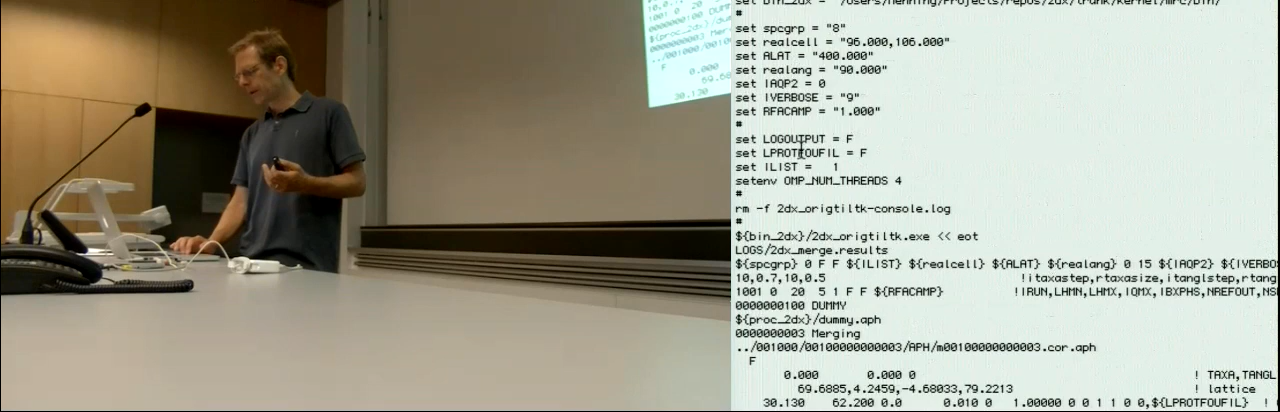 set bin_2dx = "/Users/henning/Projects/repos/2dx/trunk/kernel/mrc/bin/"
#
set spcgrp = "8"
set realcell = "96.000,106.000"
set ALAT = "400.000"
set realang = "90.000"
set IAQP2 = 0
set IVERBOSE = "9"
set RFACAMP = "1.000"
#
set LOGOUTPUT = F
set LPROTFOUFIL = F
set ILIST =   1
setenv OMP_NUM_THREADS 4
#
rm -f 2dx_origtiltk-console.log
#
${bin_2dx}/2dx_origtiltk.exe << eot
LOGS/2dx_merge.results
${spcgrp} 0 F F ${ILIST} ${realcell} ${ALAT} ${realang} 0 15 ${IAQP2} ${IVERBOS
10,0.7,10,0.5 !itaxastep,rtaxasize,itanglstep,rtang
1001 0  20  5 1 F F ${RFACAMP} !IRUN,LHMN,LHMX,IQMX,IBXPHS,NREFOUT,NS
0000000100 DUMMY
${proc_2dx}/dummy.aph
0000000003 Merging
../001000/00100000000003/APH/m00100000000003.cor.aph
F
0.000 0.000 0 ! TAXA,TANGL
69.6885,4.2459,-4.68033,79.2213 ! lattice
30.130 62.200 0.0 0.010 0 1.00000 0 0 1 1 0 0,${LPROTFOUFIL} !